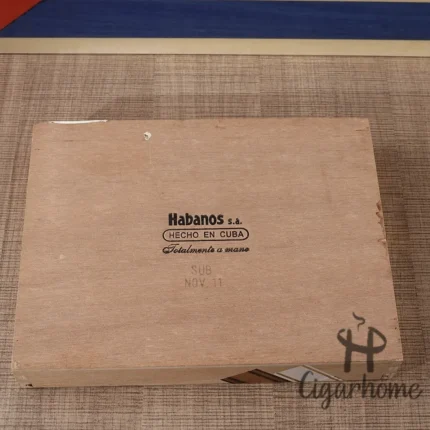 Habanos s.a.
HECHO EN CUBA
Totalmente a mano
SUB
NOV 11
H
Cigarhome